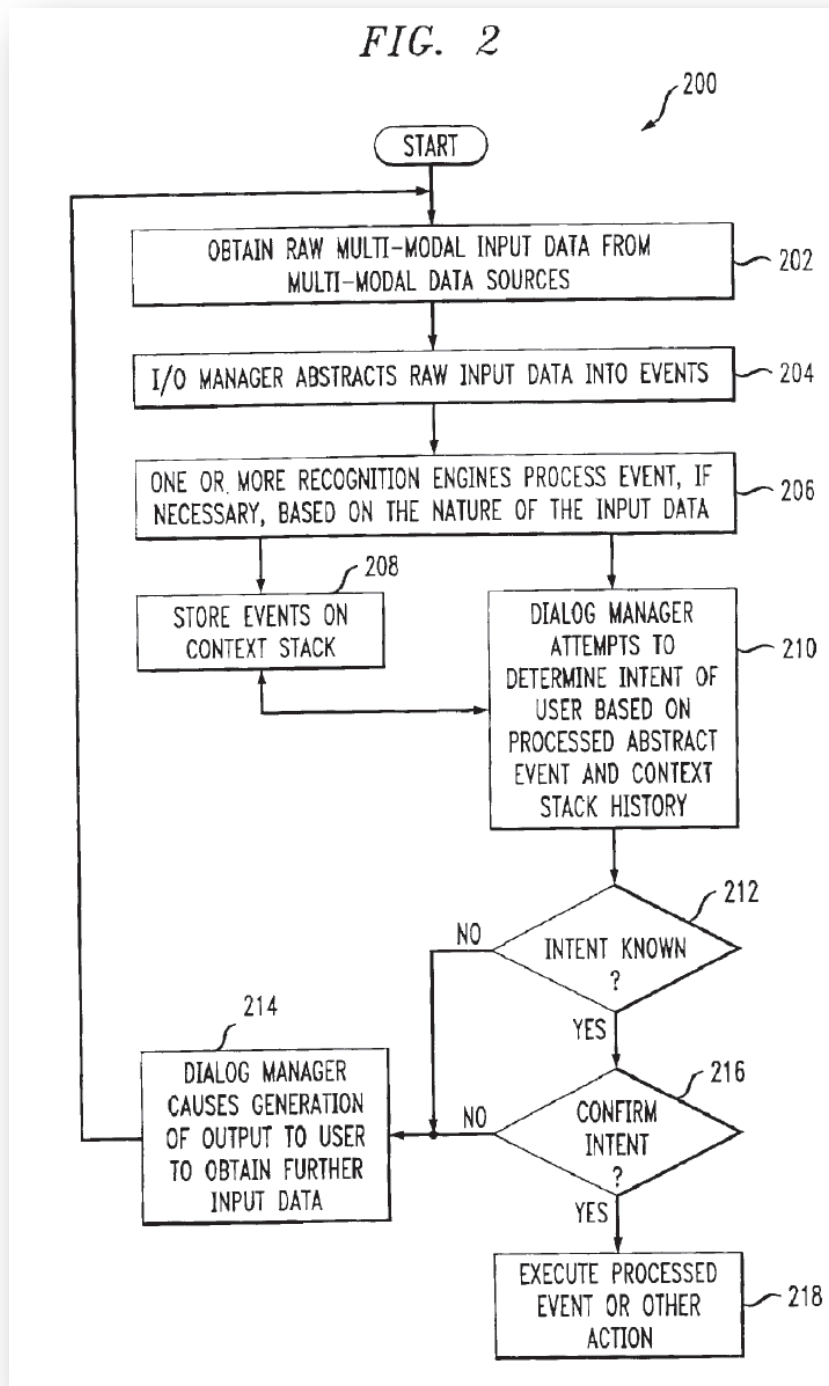 FIG. 2
200
START
OBTAIN RAW MULTI-MODAL INPUT DATA FROM
MULTI-MODAL DATA SOURCES
202
I/O MANAGER ABSTRACTS RAW INPUT DATA INTO EVENTS
204
ONE OR MORE RECOGNITION ENGINES PROCESS EVENT, IF
NECESSARY, BASED ON THE NATURE OF THE INPUT DATA
206
208
STORE EVENTS ON
CONTEXT STACK
DIALOG MANAGER
ATTEMPTS TO
DETERMINE INTENT OF
USER BASED ON
PROCESSED ABSTRACT
EVENT AND CONTEXT
STACK HISTORY
210
212
NO
INTENT KNOWN
?
YES
214
DIALOG MANAGER
CAUSES GENERATION
OF OUTPUT TO USER
TO OBTAIN FURTHER
INPUT DATA
216
NO
CONFIRM
INTENT
?
YES
EXECUTE PROCESSED
EVENT OR OTHER
ACTION
218